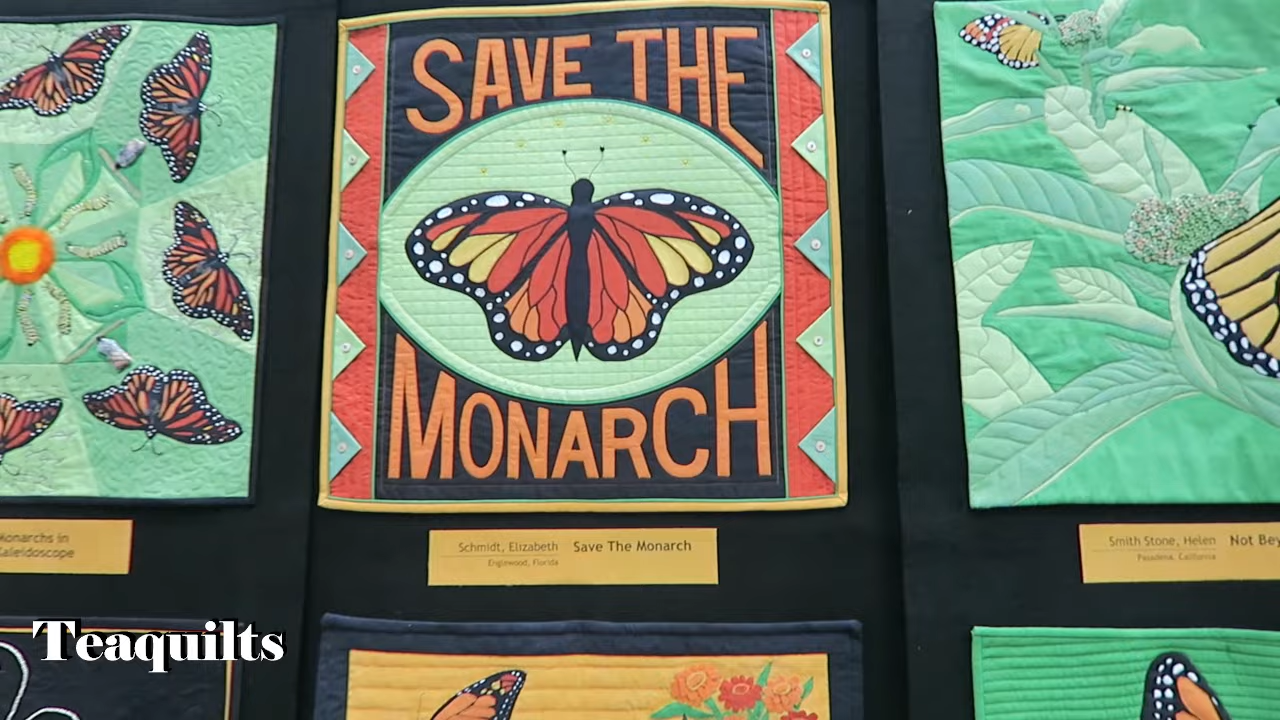 SAVE THE
MONARCH
Monarchs in
Kaleidoscope
Schmidt, Elizabeth Save The Monarch
Englewood, Florida
Smith Stone, Helen Not Bey
Pasadena, California
Teaquilts